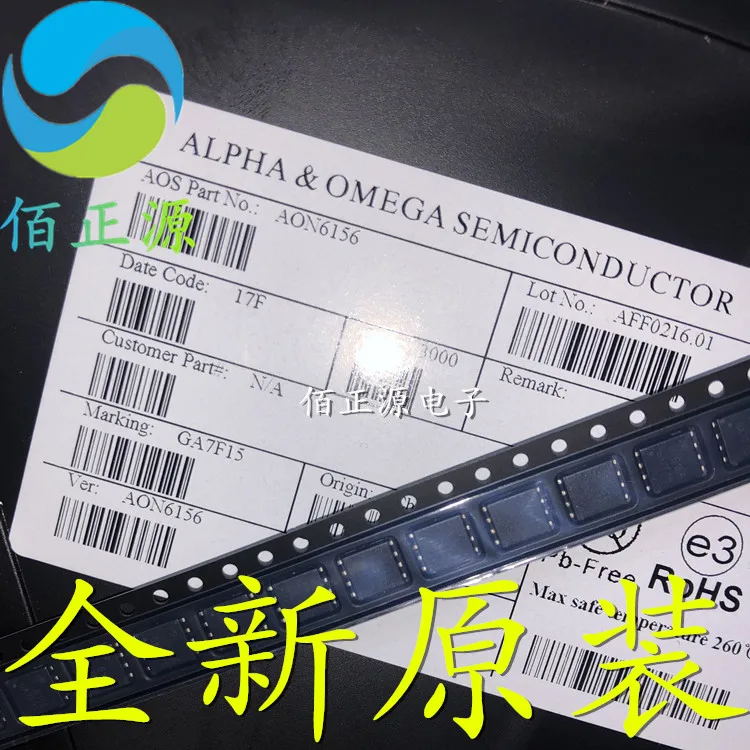 佰正源
ALPHA & OMEGA SEMICONDUCTOR
AOS Part No.: AON6156
Date Code: 17F
3000
Lot No.: AFF0216.01
Customer Part#: N/A
Remark:
佰正源电子
Marking: GA7F15
Origin:
Ver: AON6156
e3
Pb-Free RoHS
Max safe temperature 260°C
全新原装